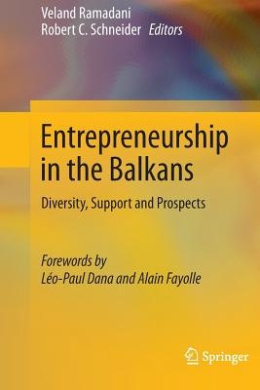 Veland Ramadani
Robert C. Schneider Editors
Entrepreneurship
in the Balkans
Diversity, Support and Prospects
Forewords by
Léo-Paul Dana and Alain Fayolle
Springer